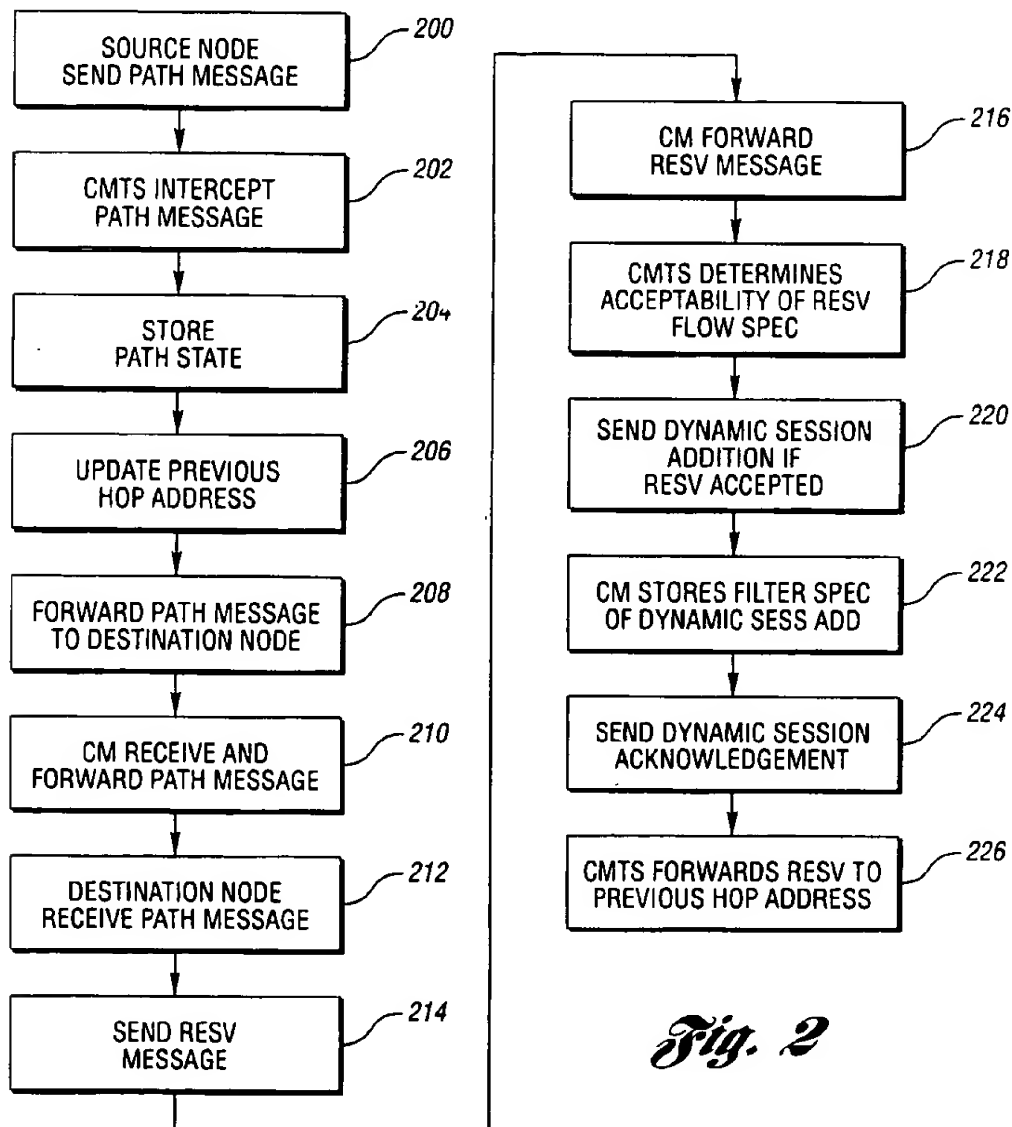 SOURCE NODE
SEND PATH MESSAGE
200
CMTS INTERCEPT
PATH MESSAGE
202
STORE
PATH STATE
204
UPDATE PREVIOUS
HOP ADDRESS
206
FORWARD PATH MESSAGE
TO DESTINATION NODE
208
CM RECEIVE AND
FORWARD PATH MESSAGE
210
DESTINATION NODE
RECEIVE PATH MESSAGE
212
SEND RESV
MESSAGE
214
CM FORWARD
RESV MESSAGE
216
CMTS DETERMINES
ACCEPTABILITY OF RESV
FLOW SPEC
218
SEND DYNAMIC SESSION
ADDITION IF
RESV ACCEPTED
220
CM STORES FILTER SPEC
OF DYNAMIC SESS ADD
222
SEND DYNAMIC SESSION
ACKNOWLEDGEMENT
224
CMTS FORWARDS RESV TO
PREVIOUS HOP ADDRESS
226
Fig. 2